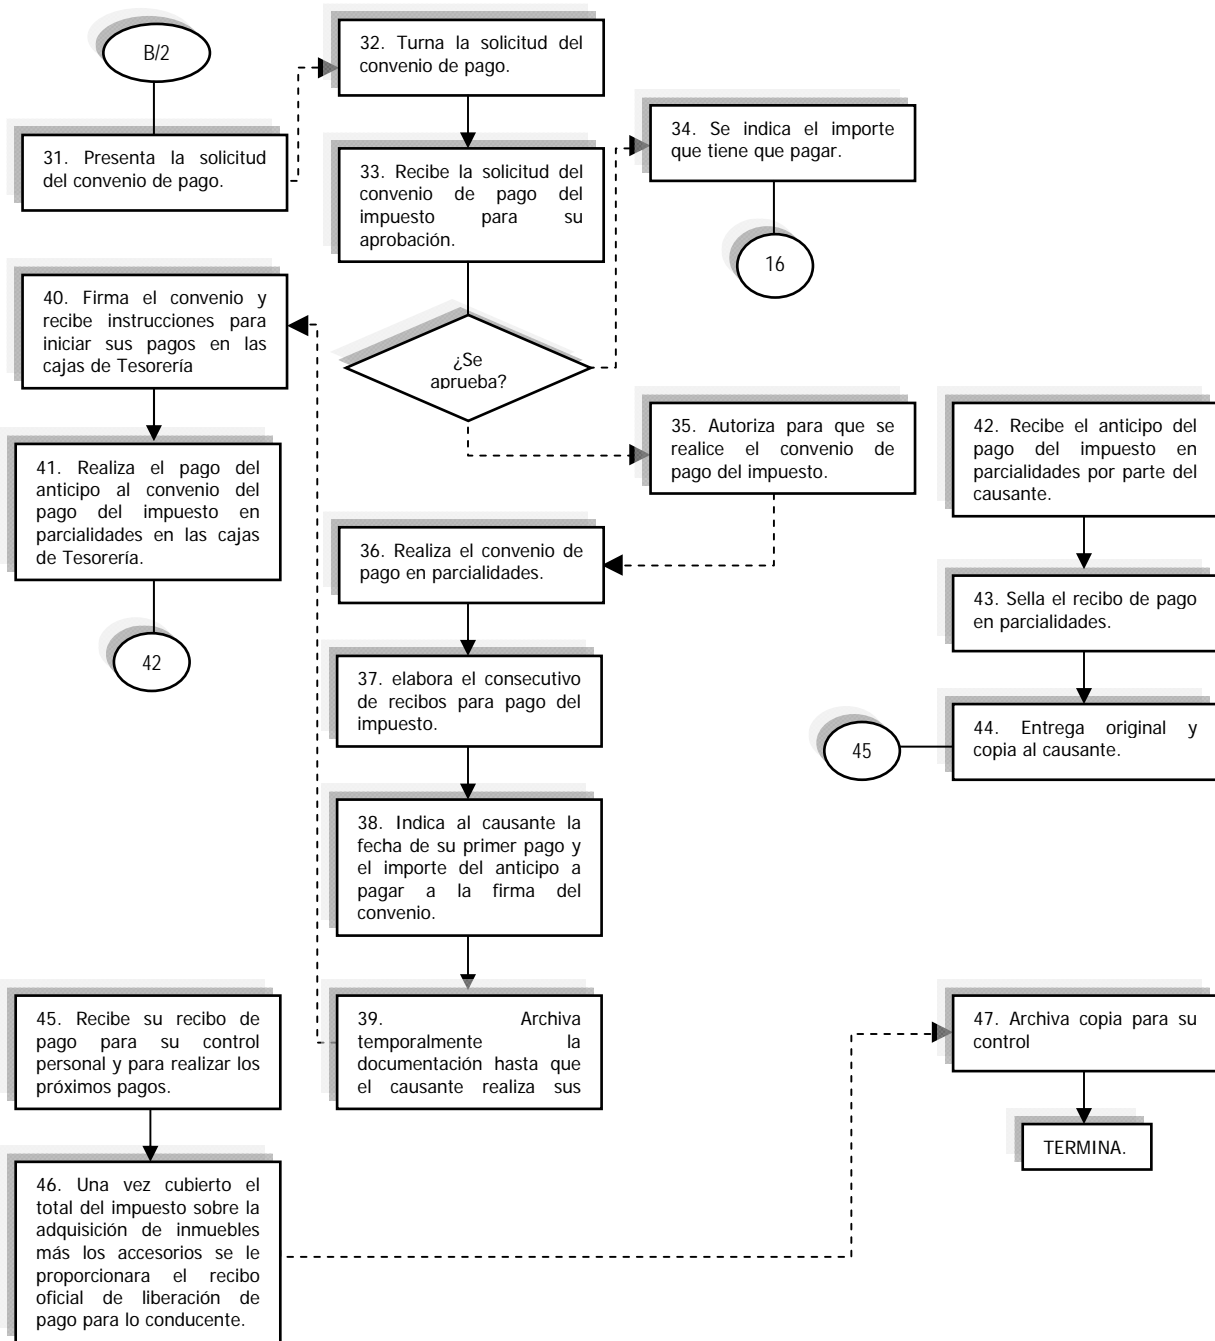 B/2
31. Presenta la solicitud
del convenio de pago.
32. Turna la solicitud del
convenio de pago.
33. Recibe la solicitud del
convenio de pago del
impuesto para su
aprobación.
34. Se indica el importe
que tiene que pagar.
16
¿Se
aprueba?
35. Autoriza para que se
realice el convenio de
pago del impuesto.
36. Realiza el convenio de
pago en parcialidades.
37. elabora el consecutivo
de recibos para pago del
impuesto.
38. Indica al causante la
fecha de su primer pago y
el importe del anticipo a
pagar a la firma del
convenio.
39. Archiva
temporalmente la
documentación hasta que
el causante realiza sus
40. Firma el convenio y
recibe instrucciones para
iniciar sus pagos en las
cajas de Tesorería
41. Realiza el pago del
anticipo al convenio del
pago del impuesto en
parcialidades en las cajas
de Tesorería.
42
42. Recibe el anticipo del
pago del impuesto en
parcialidades por parte del
causante.
43. Sella el recibo de pago
en parcialidades.
44. Entrega original y
copia al causante.
45
45. Recibe su recibo de
pago para su control
personal y para realizar los
próximos pagos.
46. Una vez cubierto el
total del impuesto sobre la
adquisición de inmuebles
más los accesorios se le
proporcionara el recibo
oficial de liberación de
pago para lo conducente.
47. Archiva copia para su
control
TERMINA.